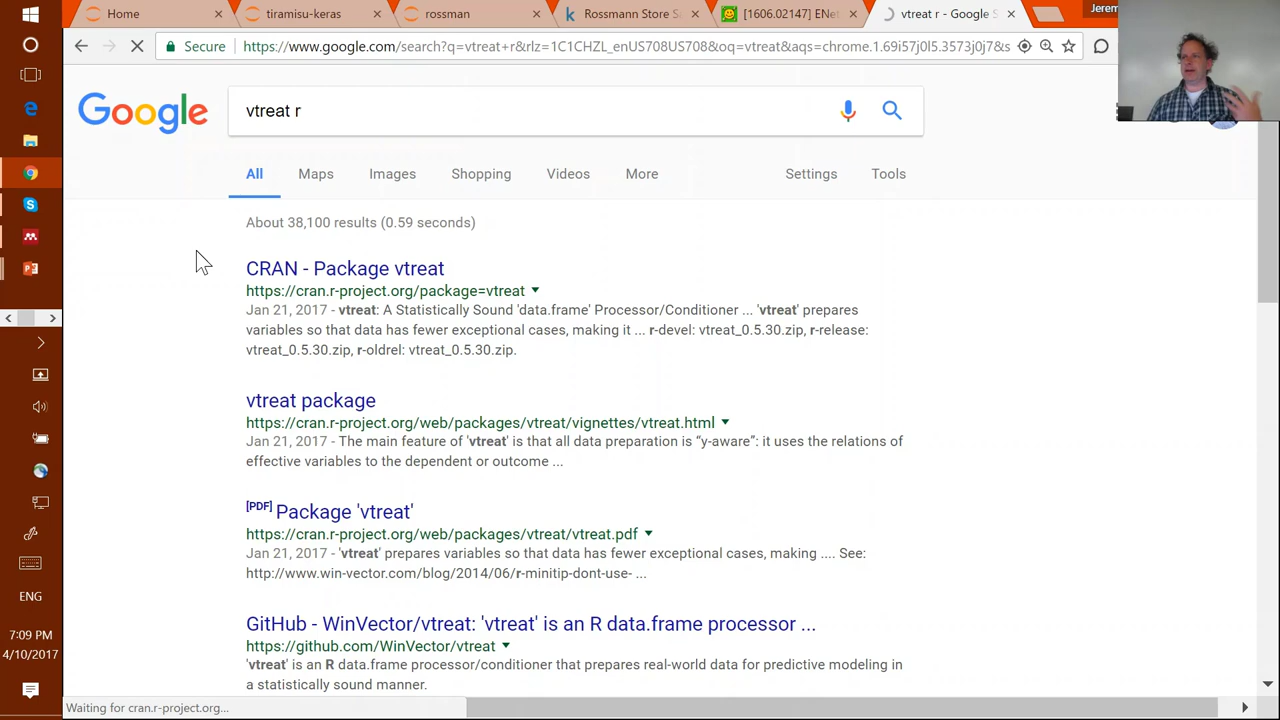 Home
tiramisu-keras
rossman
Rossmann Store S
[1606.02147] ENet
vtreat r - Google S
Jerem
Secure
https://www.google.com/search?q=vtreat+r&rlz=1C1CHZL_enUS708US708&oq=vtreat&aqs=chrome.1.69i57j0l5.3573j0j7&s
Google
vtreat r
All
Maps
Images
Shopping
Videos
More
Settings
Tools
About 38,100 results (0.59 seconds)
CRAN - Package vtreat
https://cran.r-project.org/package=vtreat
Jan 21, 2017 - vtreat: A Statistically Sound 'data.frame' Processor/Conditioner ... 'vtreat' prepares
variables so that data has fewer exceptional cases, making it ... r-devel: vtreat_0.5.30.zip, r-release:
vtreat_0.5.30.zip, r-oldrel: vtreat_0.5.30.zip.
vtreat package
https://cran.r-project.org/web/packages/vtreat/vignettes/vtreat.html
Jan 21, 2017 - The main feature of 'vtreat' is that all data preparation is “y-aware”: it uses the relations of
effective variables to the dependent or outcome ...
[PDF] Package 'vtreat'
https://cran.r-project.org/web/packages/vtreat/vtreat.pdf
Jan 21, 2017 - 'vtreat' prepares variables so that data has fewer exceptional cases, making .... See:
http://www.win-vector.com/blog/2014/06/r-minitip-dont-use- ...
GitHub - WinVector/vtreat: 'vtreat' is an R data.frame processor ...
https://github.com/WinVector/vtreat
'vtreat' is an R data.frame processor/conditioner that prepares real-world data for predictive modeling in
a statistically sound manner.
ENG
7:09 PM
4/10/2017
Waiting for cran.r-project.org...